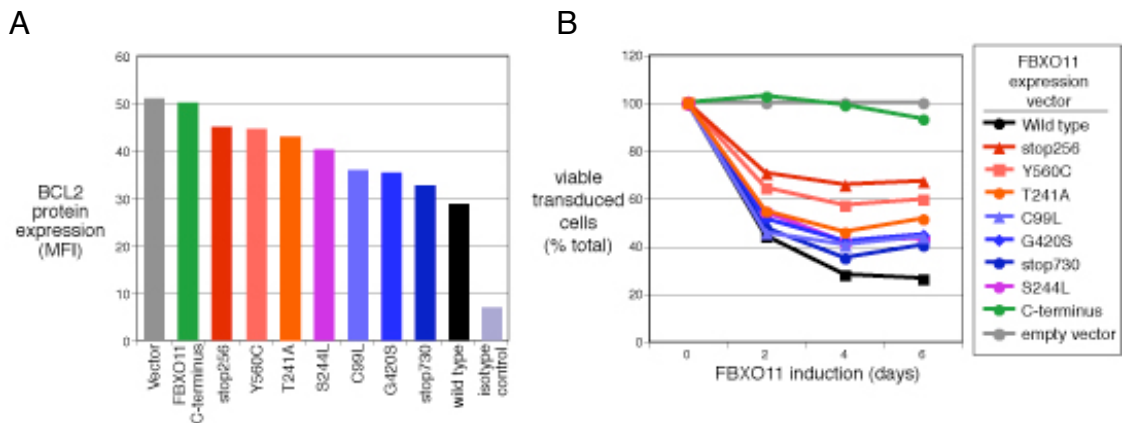 A
60
50
40
30
20
10
0
BCL2
protein
expression
(MFI)
Vector
FBXO11
C-terminus
stop256
Y560C
T241A
S244L
C99L
G420S
stop730
wild type
isotype
control
B
120
100
80
60
40
20
0
viable
transduced
cells
(% total)
0
2
4
6
FBXO11 induction (days)
FBXO11
expression
vector
Wild type
stop256
Y560C
T241A
C99L
G420S
stop730
S244L
C-terminus
empty vector